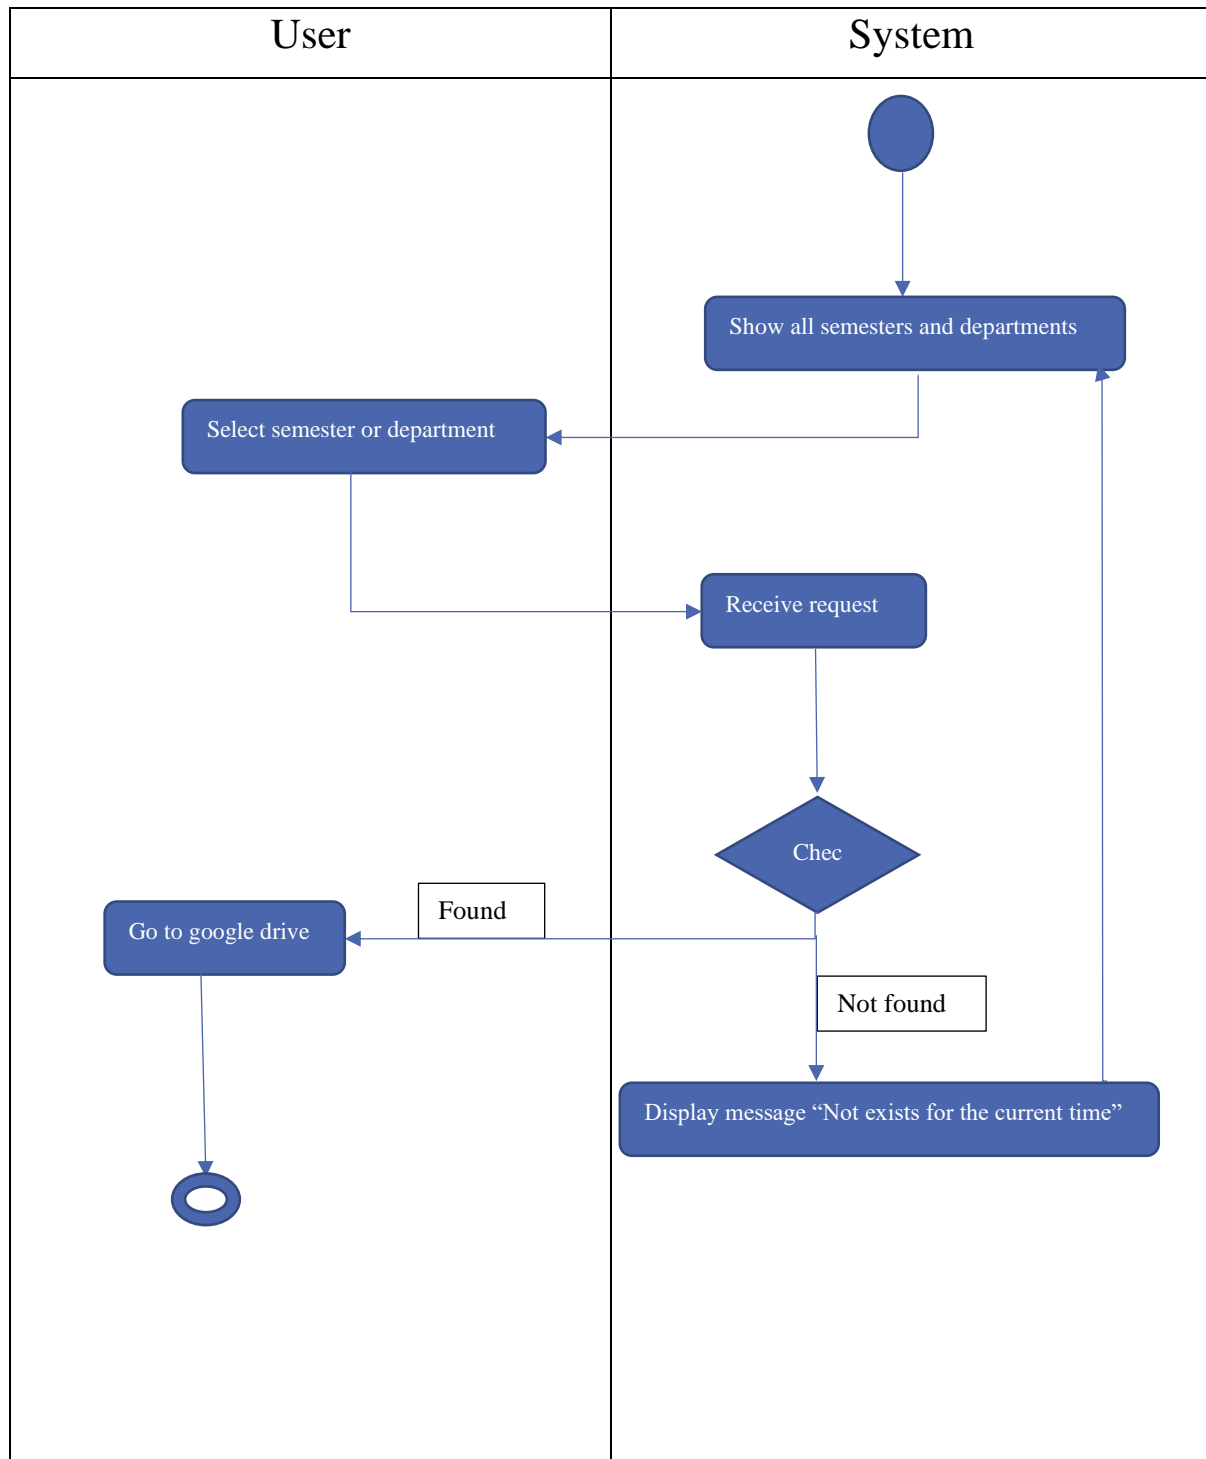 User
System
Show all semesters and departments
Select semester or department
Receive request
Chec
Found
Go to google drive
Not found
Display message “Not exists for the current time”